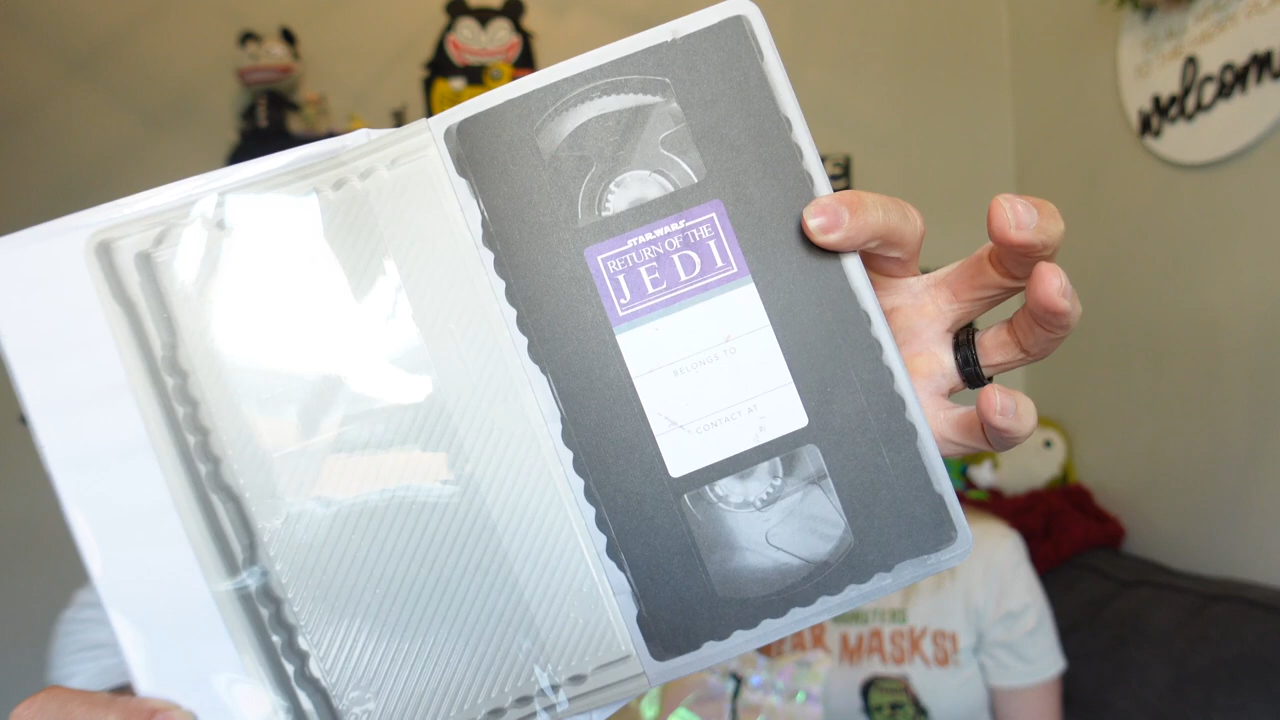 welcom
STAR WARS
RETURN OF THE
JEDI
BELONGS TO
CONTACT AT
MASKS!